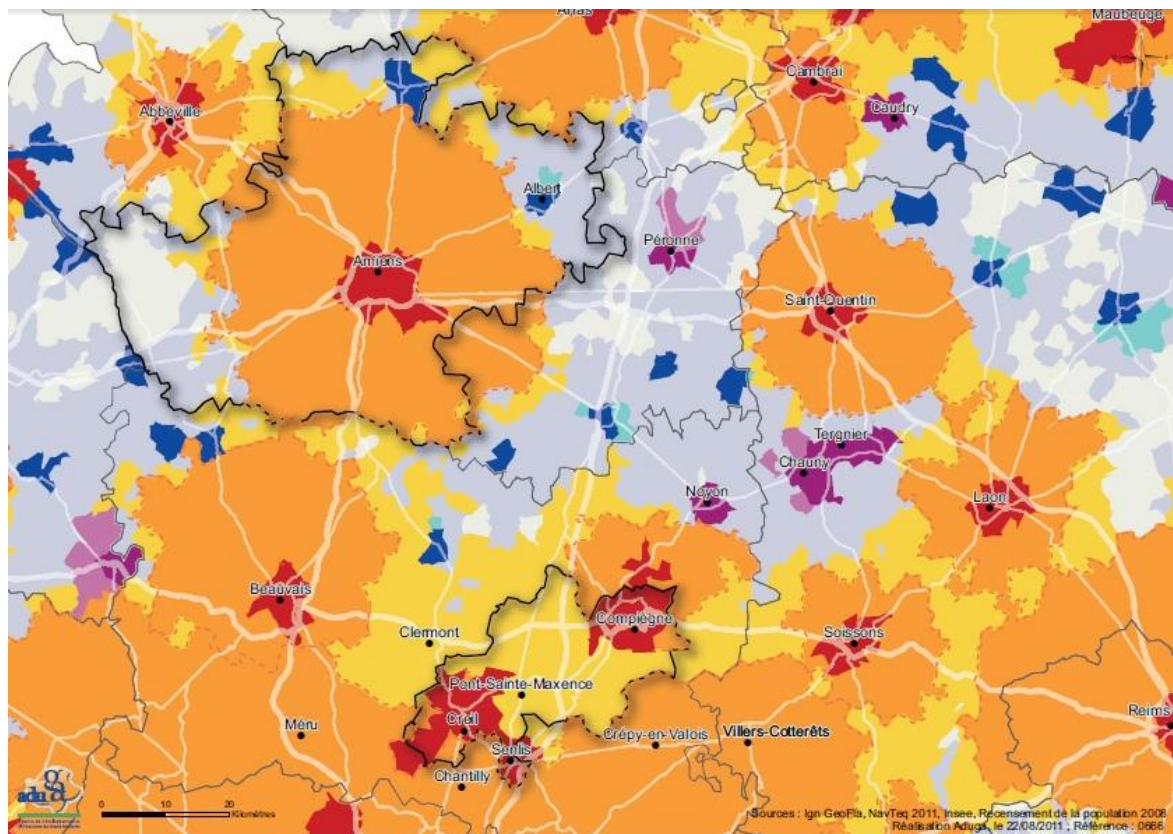 Arras
Maubeuge
Cambrai
Abbeville
Caudry
Albert
Péronne
Amiens
Saint-Quentin
Tergnier
Chauny
Noyon
Laon
Beauvais
Compiègne
Clermont
Soissons
Pont-Sainte-Maxence
Creil
Méru
Senlis
Crépy-en-Valois
Villers-Cotterêts
Reims
Chantilly
aduga
0 10 20
Kilomètres
Sources : Ign GeoFla, NavTeq 2011, Insee, Recensement de la population 2008
Réalisation Aduga, le 22/08/2011 ; Référence : 0666